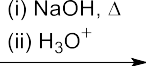 (i) NaOH, Δ
(ii) H₃O⁺